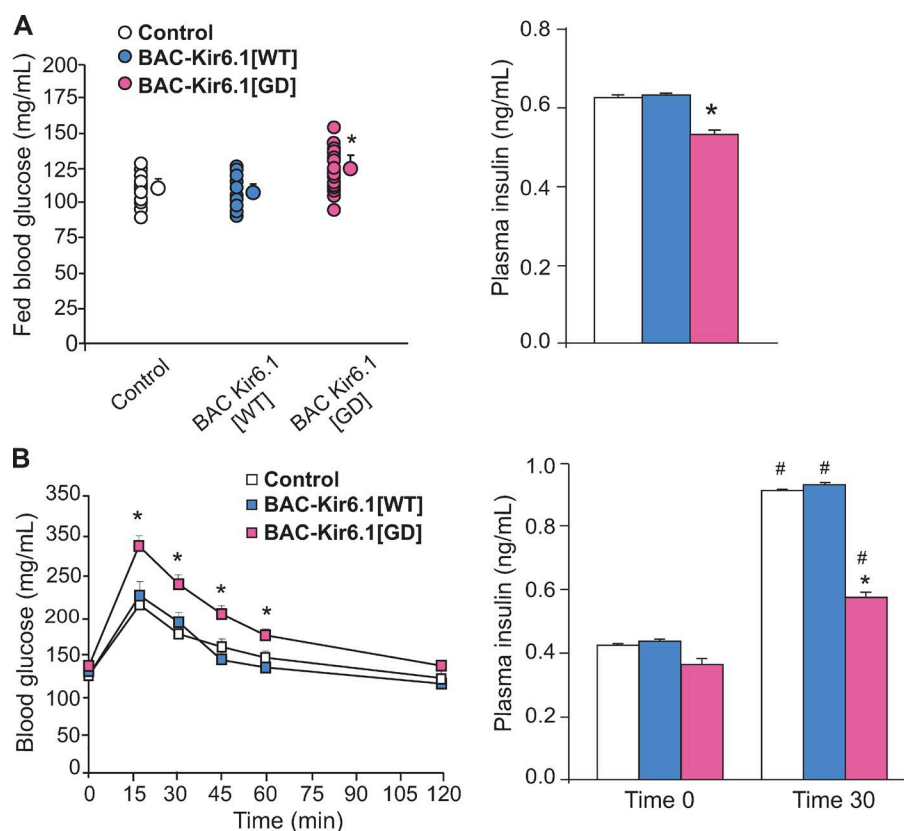 A
Control
BAC-Kir6.1[WT]
BAC-Kir6.1[GD]
Fed blood glucose (mg/mL)
200
175
150
125
100
75
50
25
0
*
Control
BAC Kir6.1
[WT]
BAC Kir6.1
[GD]
Plasma insulin (ng/mL)
0.8
0.6
0.4
0.2
0.0
*
B
Control
BAC-Kir6.1[WT]
BAC-Kir6.1[GD]
Blood glucose (mg/mL)
350
350
250
200
150
100
50
0
* * * *
0 15 30 45 60 75 90 105 120
Time (min)
Plasma insulin (ng/mL)
1.0
0.8
0.6
0.4
0.2
0.0
# #
#
*
Time 0 Time 30